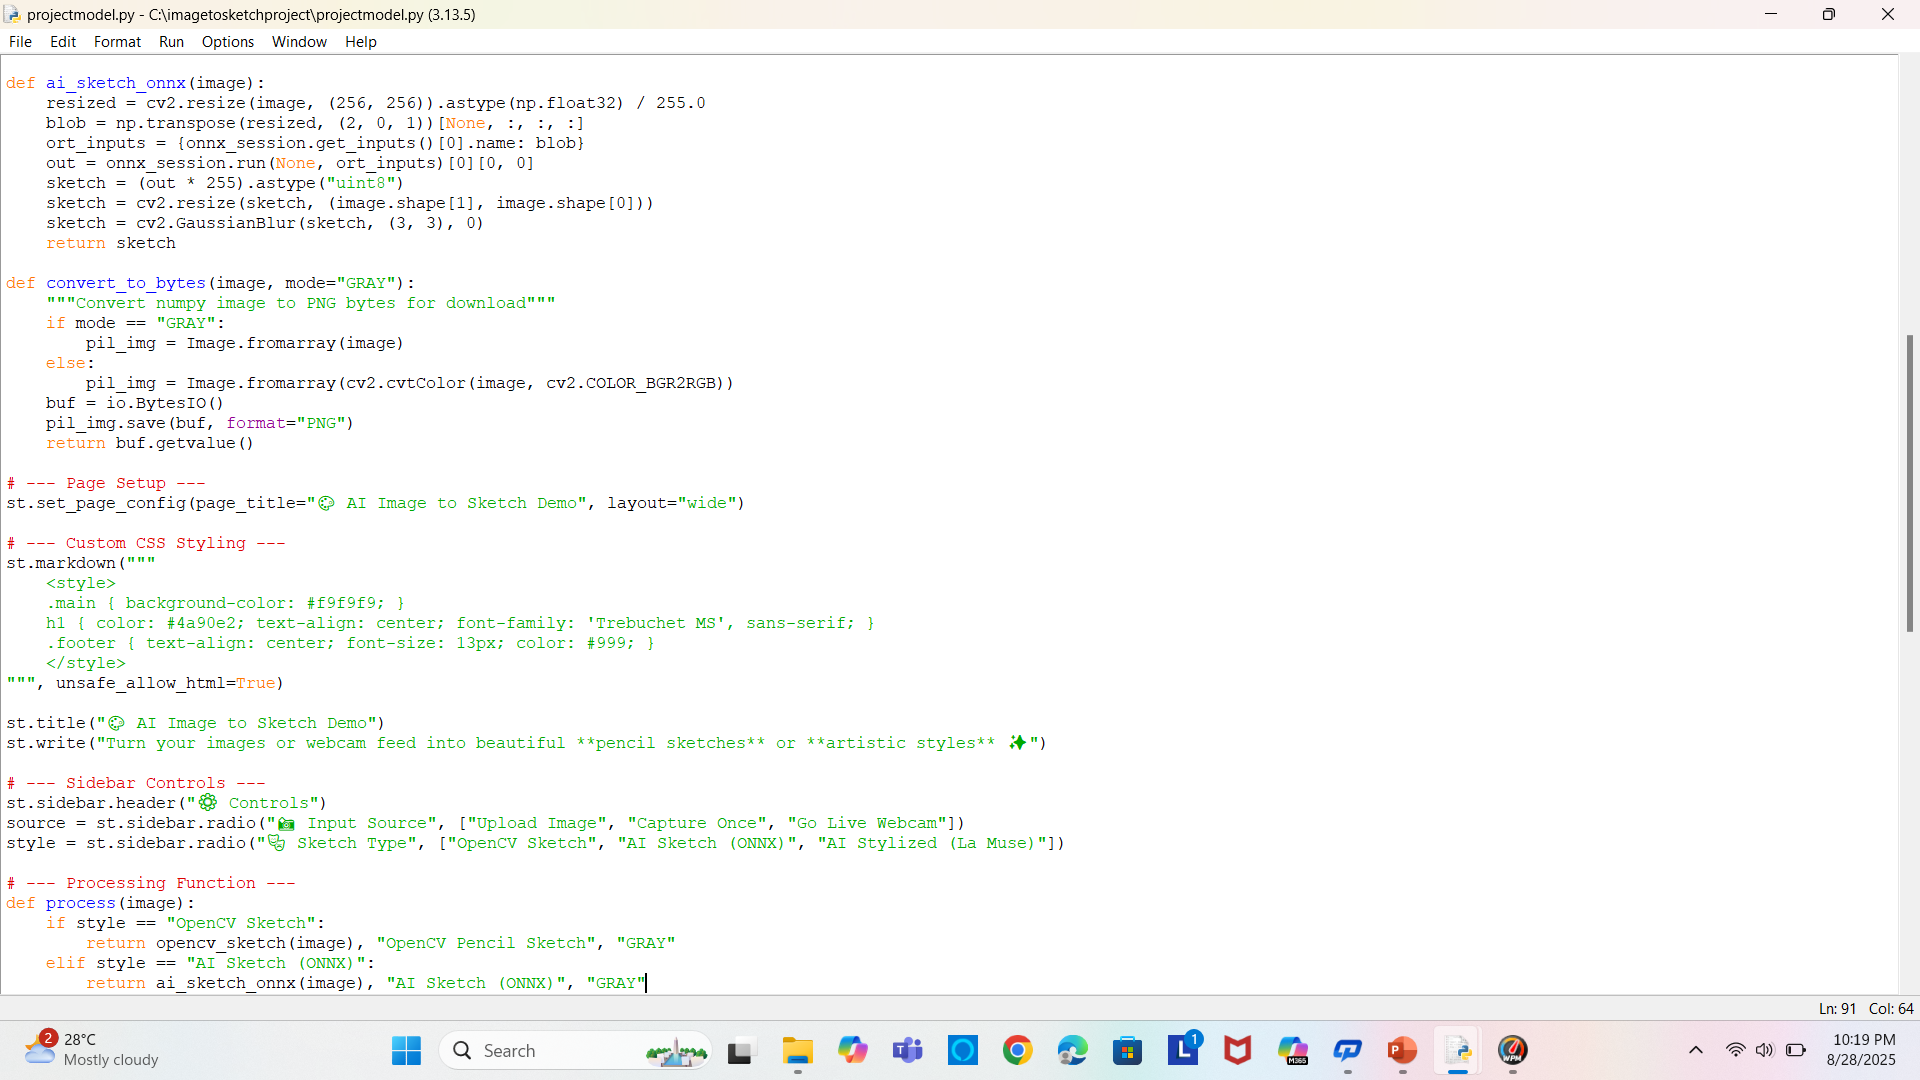 projectmodel.py - C:\imagetosketchproject\projectmodel.py (3.13.5)
File Edit Format Run Options Window Help
def ai_sketch_onnx(image):
    resized = cv2.resize(image, (256, 256)).astype(np.float32) / 255.0
    blob = np.transpose(resized, (2, 0, 1))[None, :, :, :]
    ort_inputs = {onnx_session.get_inputs()[0].name: blob}
    out = onnx_session.run(None, ort_inputs)[0][0, 0]
    sketch = (out * 255).astype("uint8")
    sketch = cv2.resize(sketch, (image.shape[1], image.shape[0]))
    sketch = cv2.GaussianBlur(sketch, (3, 3), 0)
    return sketch
def convert_to_bytes(image, mode="GRAY"):
    """Convert numpy image to PNG bytes for download"""
    if mode == "GRAY":
        pil_img = Image.fromarray(image)
    else:
        pil_img = Image.fromarray(cv2.cvtColor(image, cv2.COLOR_BGR2RGB))
    buf = io.BytesIO()
    pil_img.save(buf, format="PNG")
    return buf.getvalue()
# --- Page Setup ---
st.set_page_config(page_title="🎨 AI Image to Sketch Demo", layout="wide")
# --- Custom CSS Styling ---
st.markdown("""
    <style>
    .main { background-color: #f9f9f9; }
    h1 { color: #4a90e2; text-align: center; font-family: 'Trebuchet MS', sans-serif; }
    .footer { text-align: center; font-size: 13px; color: #999; }
    </style>
""", unsafe_allow_html=True)
st.title("🎨 AI Image to Sketch Demo")
st.write("Turn your images or webcam feed into beautiful **pencil sketches** or **artistic styles** ✨")
# --- Sidebar Controls ---
st.sidebar.header("⚙️ Controls")
source = st.sidebar.radio("📸 Input Source", ["Upload Image", "Capture Once", "Go Live Webcam"])
style = st.sidebar.radio("🎭 Sketch Type", ["OpenCV Sketch", "AI Sketch (ONNX)", "AI Stylized (La Muse)"])
# --- Processing Function ---
def process(image):
    if style == "OpenCV Sketch":
        return opencv_sketch(image), "OpenCV Pencil Sketch", "GRAY"
    elif style == "AI Sketch (ONNX)":
        return ai_sketch_onnx(image), "AI Sketch (ONNX)", "GRAY"
Ln: 91 Col: 64
2
28°C
Mostly cloudy
Search
1
M365
WPM
10:19 PM
8/28/2025